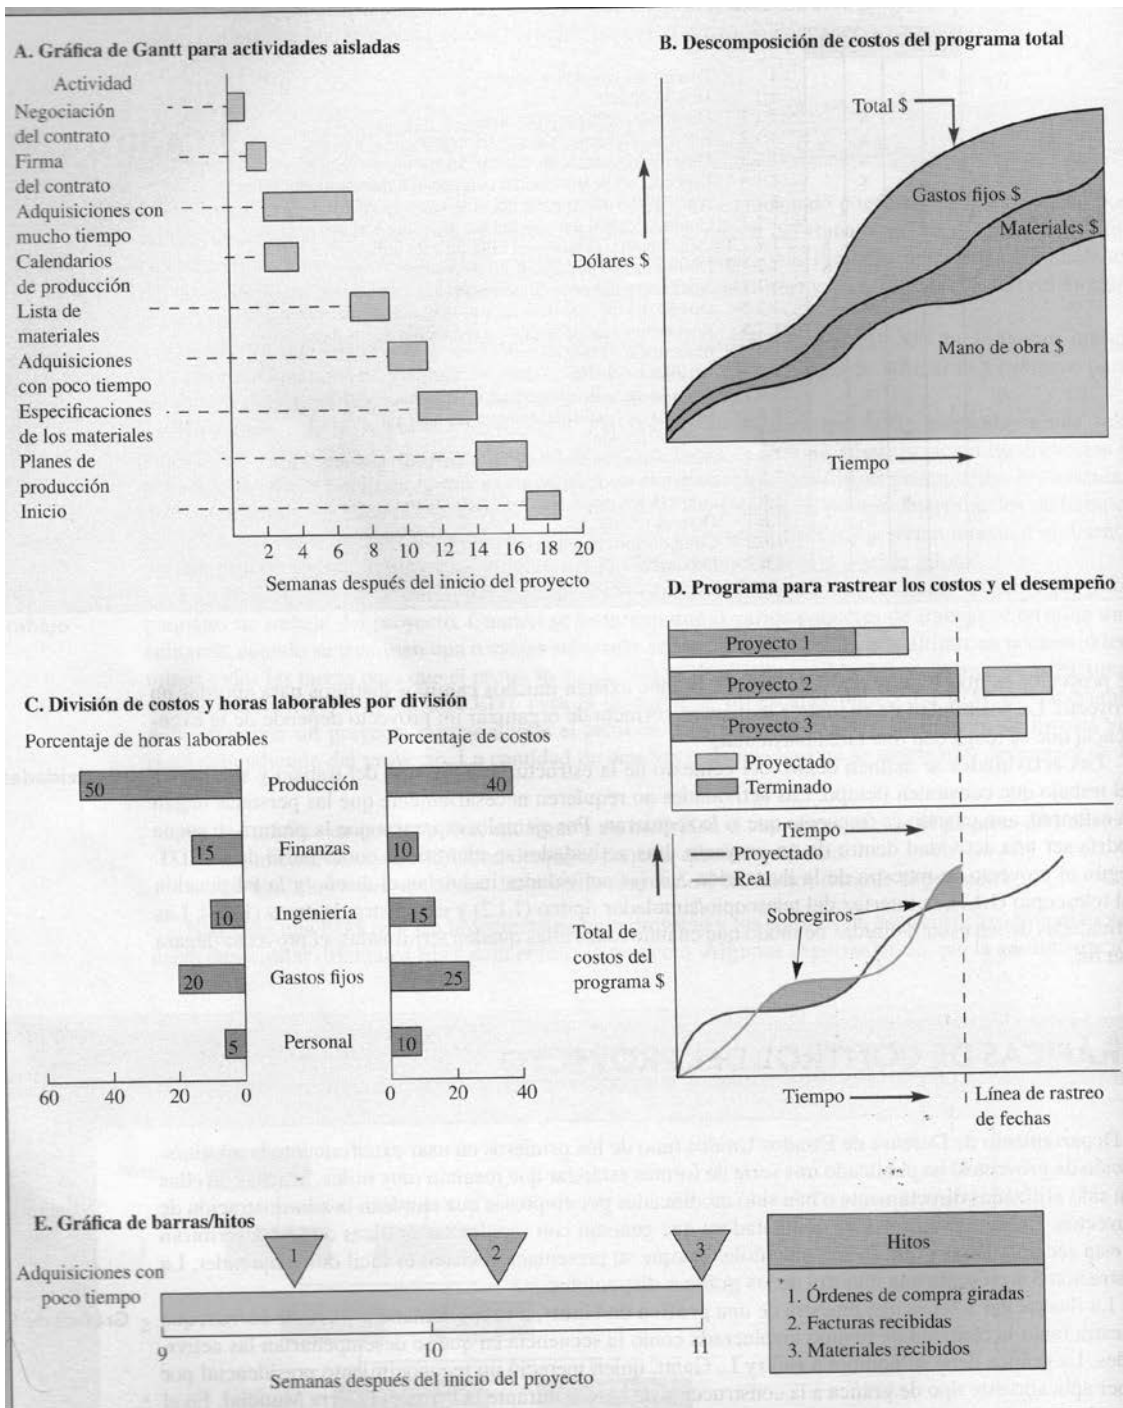 A. Gráfica de Gantt para actividades aisladas
Actividad
Negociación
del contrato
Firma
del contrato
Adquisiciones con
mucho tiempo
Calendarios
de producción
Lista de
materiales
Adquisiciones
con poco tiempo
Especificaciones
de los materiales
Planes de
producción
Inicio
2 4 6 8 10 12 14 16 18 20
Semanas después del inicio del proyecto
B. Descomposición de costos del programa total
Total $
Gastos fijos $
Materiales $
Dólares $
Mano de obra $
Tiempo
C. División de costos y horas laborables por división
Porcentaje de horas laborables
Porcentaje de costos
50 Producción 40
15 Finanzas 10
10 Ingeniería 15
20 Gastos fijos 25
5 Personal 10
60 40 20 0
0 20 40
D. Programa para rastrear los costos y el desempeño
Proyecto 1
Proyecto 2
Proyecto 3
Proyectado
Terminado
Tiempo
Proyectado
Real
Sobregiros
Total de
costos del
programa $
Tiempo
Línea de rastreo
de fechas
E. Gráfica de barras/hitos
1 2 3
Adquisiciones con
poco tiempo
9 10 11
Semanas después del inicio del proyecto
Hitos
1. Órdenes de compra giradas
2. Facturas recibidas
3. Materiales recibidos